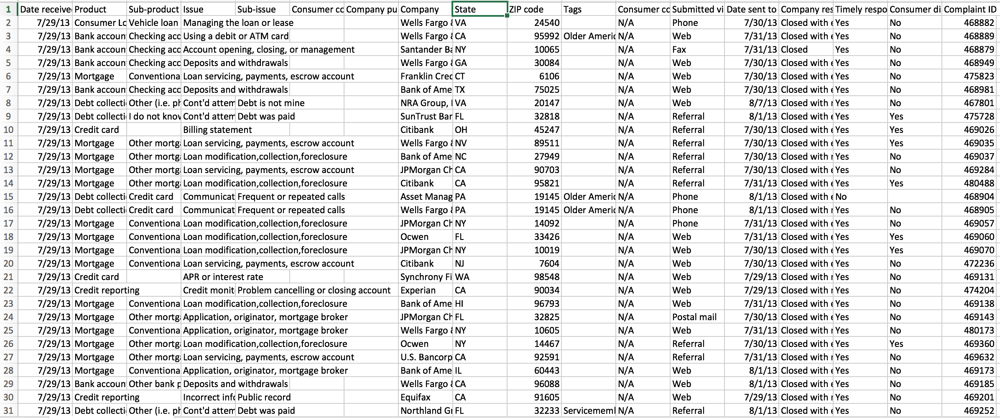 1 Date receive Product Sub-product Issue Sub-issue Consumer co Company pu Company State ZIP code Tags Consumer co Submitted vi Date sent to Company res Timely respo Consumer di Complaint ID
2 7/29/13 Consumer Lo Vehicle loan Managing the loan or lease Wells Fargo & VA 24540 N/A Phone 7/30/13 Closed with e Yes No 468882
3 7/29/13 Bank accoun Checking acc Using a debit or ATM card Wells Fargo & CA 95992 Older Americ N/A Web 7/31/13 Closed with e Yes No 468889
4 7/29/13 Bank accoun Checking acc Account opening, closing, or management Santander Ba NY 10065 N/A Fax 7/31/13 Closed Yes No 468879
5 7/29/13 Bank accoun Checking acc Deposits and withdrawals Wells Fargo & GA 30084 N/A Web 7/30/13 Closed with e Yes No 468949
6 7/29/13 Mortgage Conventiona Loan servicing, payments, escrow account Franklin Crec CT 6106 N/A Web 7/30/13 Closed with e Yes No 475823
7 7/29/13 Bank accoun Checking acc Deposits and withdrawals Bank of Ame TX 75025 N/A Web 7/30/13 Closed with e Yes No 468981
8 7/29/13 Debt collecti Other (i.e. ph Cont'd attem Debt is not mine NRA Group, VA 20147 N/A Web 8/7/13 Closed with Yes No 467801
9 7/29/13 Debt collecti I do not know Cont'd attem Debt was paid SunTrust Ban FL 32818 N/A Referral 8/1/13 Closed with e Yes Yes 475728
10 7/29/13 Credit card Billing statement Citibank OH 45247 N/A Referral 7/30/13 Closed with e Yes Yes 469026
11 7/29/13 Mortgage Other mortga Loan servicing, payments, escrow account Wells Fargo & NV 89511 N/A Referral 7/30/13 Closed with e Yes Yes 469035
12 7/29/13 Mortgage Other mortga Loan modification,collection,foreclosure Bank of Ame NC 27949 N/A Referral 7/30/13 Closed with Yes No 469037
13 7/29/13 Mortgage Other mortga Loan servicing, payments, escrow account JPMorgan Ch CA 90703 N/A Referral 7/30/13 Closed with e Yes No 469284
14 7/29/13 Mortgage Other mortga Loan modification,collection,foreclosure Citibank CA 95821 N/A Referral 7/31/13 Closed with e Yes Yes 480488
15 7/29/13 Debt collecti Credit card Communicat Frequent or repeated calls Asset Manag PA 19145 Older Americ N/A Phone 8/1/13 Closed with e No 468904
16 7/29/13 Debt collecti Credit card Communicat Frequent or repeated calls Wells Fargo & PA 19145 Older Americ N/A Phone 8/1/13 Closed with Yes No 468905
17 7/29/13 Mortgage Conventiona Loan modification,collection,foreclosure JPMorgan Ch NY 14092 N/A Phone 7/31/13 Closed with e Yes No 469057
18 7/29/13 Mortgage Conventiona Loan modification,collection,foreclosure Ocwen FL 33426 N/A Web 7/31/13 Closed with e Yes Yes 469060
19 7/29/13 Mortgage Conventiona Loan modification,collection,foreclosure JPMorgan Ch NY 10019 N/A Web 7/30/13 Closed with e Yes Yes 469070
20 7/29/13 Mortgage Conventiona Loan servicing, payments, escrow account Citibank NJ 7604 N/A Web 7/30/13 Closed with e Yes No 472236
21 7/29/13 Credit card APR or interest rate Synchrony Fi WA 98548 N/A Web 7/29/13 Closed with Yes No 469131
22 7/29/13 Credit reporting Credit monit Problem cancelling or closing account Experian CA 90034 N/A Web 7/29/13 Closed with Yes No 474204
23 7/29/13 Mortgage Conventiona Loan modification,collection,foreclosure Bank of Ame HI 96793 N/A Web 7/31/13 Closed with e Yes No 469138
24 7/29/13 Mortgage Other mortga Application, originator, mortgage broker JPMorgan Ch FL 32825 N/A Postal mail 7/30/13 Closed with e Yes No 469143
25 7/29/13 Mortgage Conventiona Application, originator, mortgage broker Wells Fargo & NY 10605 N/A Web 7/31/13 Closed with Yes No 480173
26 7/29/13 Mortgage Other mortga Loan modification,collection,foreclosure Ocwen NY 14467 N/A Referral 7/30/13 Closed with e Yes Yes 469360
27 7/29/13 Mortgage Other mortga Loan servicing, payments, escrow account U.S. Bancorp CA 92591 N/A Referral 7/31/13 Closed with Yes No 469632
28 7/29/13 Mortgage Conventiona Application, originator, mortgage broker Bank of Ame IL 60443 N/A Web 8/1/13 Closed with e Yes No 469173
29 7/29/13 Bank accoun Other bank p Deposits and withdrawals Wells Fargo & CA 96088 N/A Web 8/1/13 Closed with e Yes No 469185
30 7/29/13 Credit reporting Incorrect info Public record Equifax CA 91605 N/A Web 7/29/13 Closed with Yes No 469201
31 7/29/13 Debt collecti Other (i.e. ph Cont'd attem Debt was paid Northland Gr FL 32233 Servicememl N/A Referral 8/1/13 Closed with e Yes No 469252